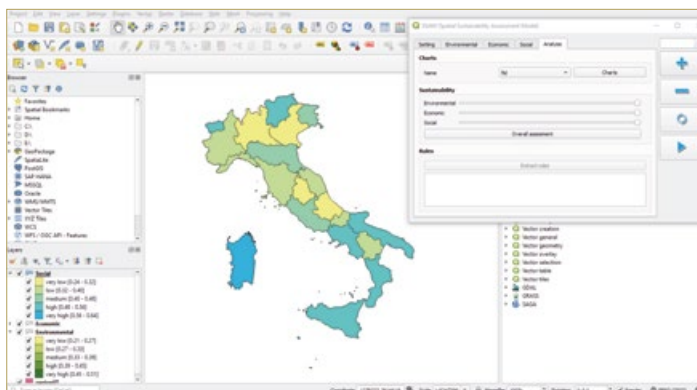 Project Edit View Layer Settings Plugins Vector Raster Database Web Mesh Processing Help
Spatial Sustainability Assessment Model
Setting Environmental Economic Social Analysis
Charts
Name Charts
Sustainability
Environmental
Economic
Social
Overall assessment
Rules
Extract rules
Browser
Favorites
Spatial Bookmarks
Home
C:\
D:\
E:\
GeoPackage
SpatiaLite
PostGIS
SAP HANA
MSSQL
Oracle
WMS/WMTS
Vector Tiles
XYZ Tiles
WCS
WFS / OGC API - Features
Layers
Social
very low [0.24 - 0.32]
low [0.32 - 0.40]
medium [0.40 - 0.48]
high [0.48 - 0.56]
very high [0.56 - 0.64]
Economic
Environmental
very low [0.21 - 0.27]
low [0.27 - 0.33]
medium [0.33 - 0.39]
high [0.39 - 0.45]
very high [0.45 - 0.51]
Vector creation
Vector general
Vector geometry
Vector overlay
Vector selection
Vector table
Vector tiles
GDAL
GRASS
SAGA